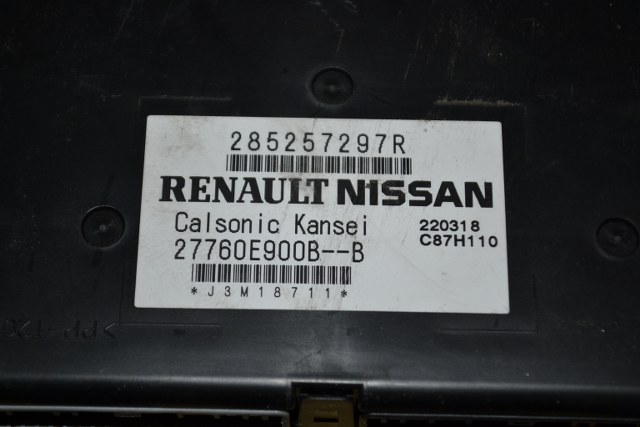 285257297R
RENAULT NISSAN
Calsonic Kansei
27760E900B--B
220318
C87H110
*J3M18711*